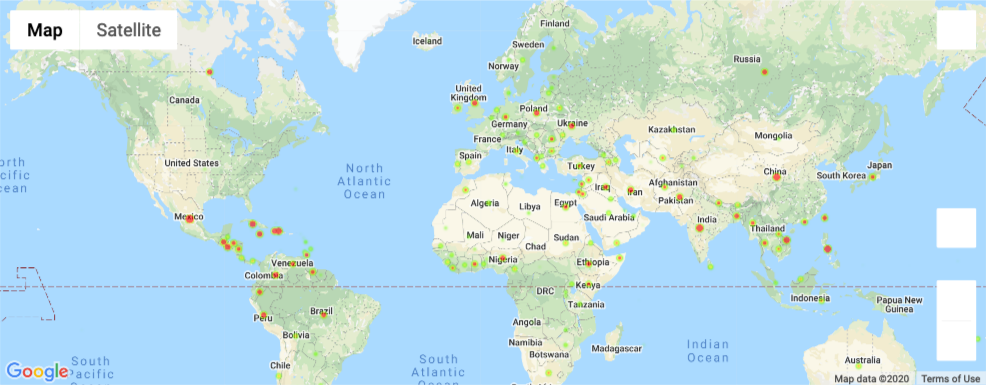 Map
Satellite
Iceland
Finland
Sweden
Norway
Russia
Canada
United
Kingdom
Poland
Germany
Ukraine
France
Kazakhstan
Mongolia
Italy
Spain
Turkey
United States
North
Atlantic
Ocean
China
South Korea
Japan
Afghanistan
Iraq
Iran
Pakistan
Algeria
Libya
Egypt
Saudi Arabia
India
Mexico
Mali
Niger
Chad
Sudan
Thailand
Nigeria
Ethiopia
Venezuela
Colombia
DRC
Kenya
Tanzania
Indonesia
Papua New
Guinea
Peru
Brazil
Angola
Bolivia
Namibia
Botswana
Madagascar
Indian
Ocean
Australia
Chile
South
Pacific
Ocean
South
Atlantic
Google
Map data ©2020
Terms of Use